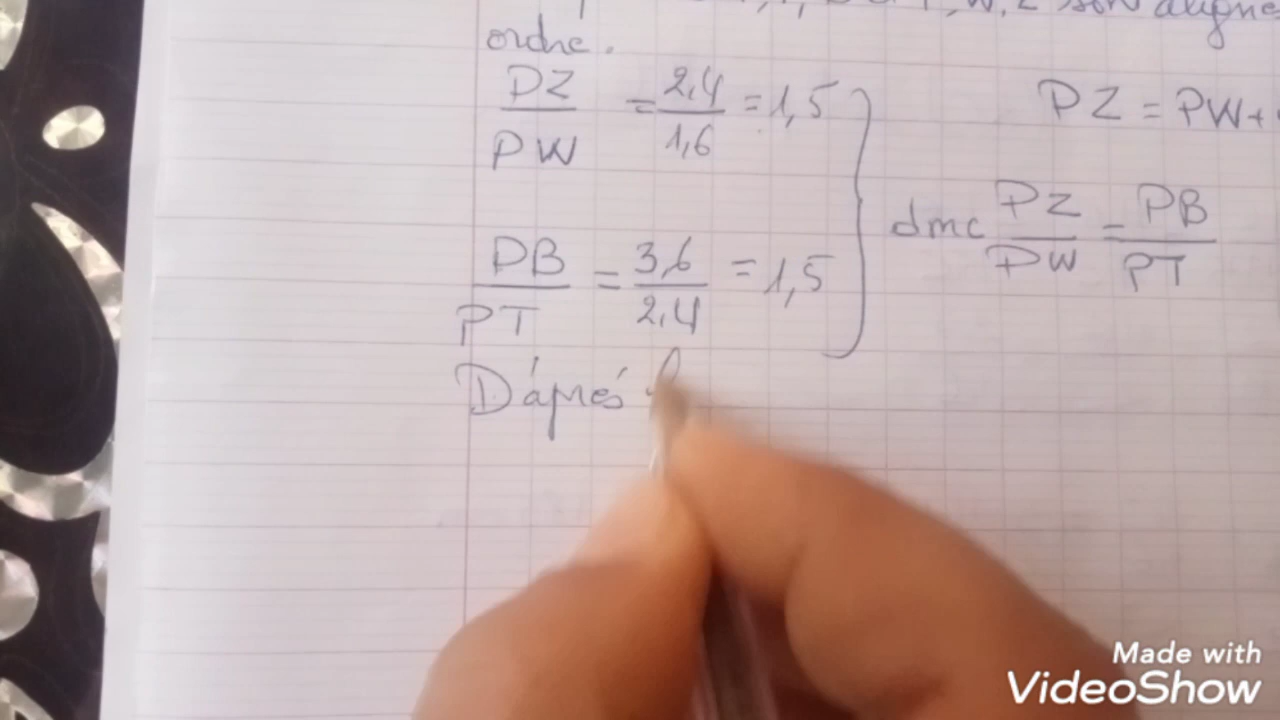 ordre.
PZ/PW = 2,4/1,6 = 1,5
PZ = PW+
PB/PT = 3,6/2,4 = 1,5
donc PZ/PW = PB/PT
D'áprés
Made with
VideoShow